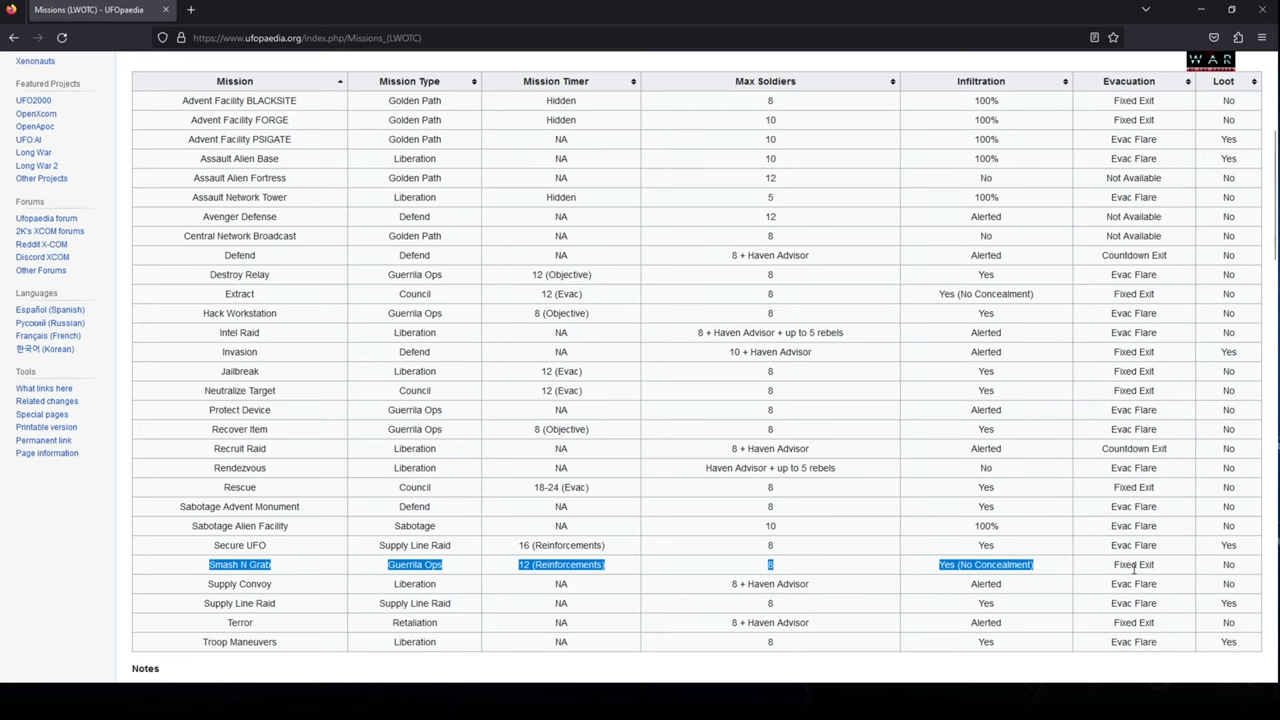 Missions (LWOTC) - UFOpaedia
https://www.ufopaedia.org/index.php/Missions_(LWOTC)
Xenonauts
Featured Projects
UFO2000
OpenXcom
OpenApoc
UFO:AI
Long War
Long War 2
Other Projects
Forums
Ufopaedia forum
2K's XCOM forums
Reddit X-COM
Discord XCOM
Other Forums
Languages
Español (Spanish)
Русский (Russian)
Français (French)
한국어 (Korean)
Tools
What links here
Related changes
Special pages
Printable version
Permanent link
Page information
WAR
Mission Mission Type Mission Timer Max Soldiers Infiltration Evacuation Loot
Advent Facility BLACKSITE Golden Path Hidden 8 100% Fixed Exit No
Advent Facility FORGE Golden Path Hidden 10 100% Fixed Exit No
Advent Facility PSIGATE Golden Path NA 10 100% Evac Flare Yes
Assault Alien Base Liberation NA 10 100% Evac Flare Yes
Assault Alien Fortress Golden Path NA 12 No Not Available No
Assault Network Tower Liberation Hidden 5 100% Evac Flare No
Avenger Defense Defend NA 12 Alerted Not Available No
Central Network Broadcast Golden Path NA 8 No Not Available No
Defend Defend NA 8 + Haven Advisor Alerted Countdown Exit No
Destroy Relay Guerrila Ops 12 (Objective) 8 Yes Evac Flare No
Extract Council 12 (Evac) 8 Yes (No Concealment) Fixed Exit No
Hack Workstation Guerrila Ops 8 (Objective) 8 Yes Evac Flare No
Intel Raid Liberation NA 8 + Haven Advisor + up to 5 rebels Alerted Evac Flare No
Invasion Defend NA 10 + Haven Advisor Alerted Fixed Exit Yes
Jailbreak Liberation 12 (Evac) 8 Yes Evac Flare No
Neutralize Target Council 12 (Evac) 8 Yes Fixed Exit No
Protect Device Guerrila Ops NA 8 Alerted Evac Flare No
Recover Item Guerrila Ops 8 (Objective) 8 Yes Evac Flare No
Recruit Raid Liberation NA 8 + Haven Advisor Alerted Countdown Exit No
Rendezvous Liberation NA Haven Advisor + up to 5 rebels No Evac Flare No
Rescue Council 18-24 (Evac) 8 Yes Fixed Exit No
Sabotage Advent Monument Defend NA 8 Yes Evac Flare No
Sabotage Alien Facility Sabotage NA 10 100% Evac Flare No
Secure UFO Supply Line Raid 16 (Reinforcements) 8 Yes Evac Flare Yes
Smash N Grab Guerrila Ops 12 (Reinforcements) 8 Yes (No Concealment) Fixed Exit No
Supply Convoy Liberation NA 8 + Haven Advisor Alerted Evac Flare No
Supply Line Raid Supply Line Raid NA 8 Yes Evac Flare Yes
Terror Retaliation NA 8 + Haven Advisor Alerted Fixed Exit No
Troop Maneuvers Liberation NA 8 Yes Evac Flare Yes
Notes